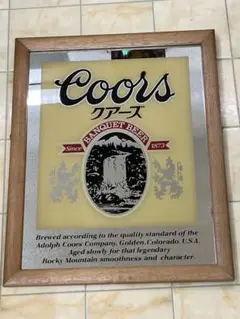 Coors
クアーズ
BANQUET BEER
Since 1873
Brewed according to the quality standard of the
Adolph Coors Company, Golden, Colorado, U.S.A.
Aged slowly for that legendary
Rocky Mountain smoothness and character.